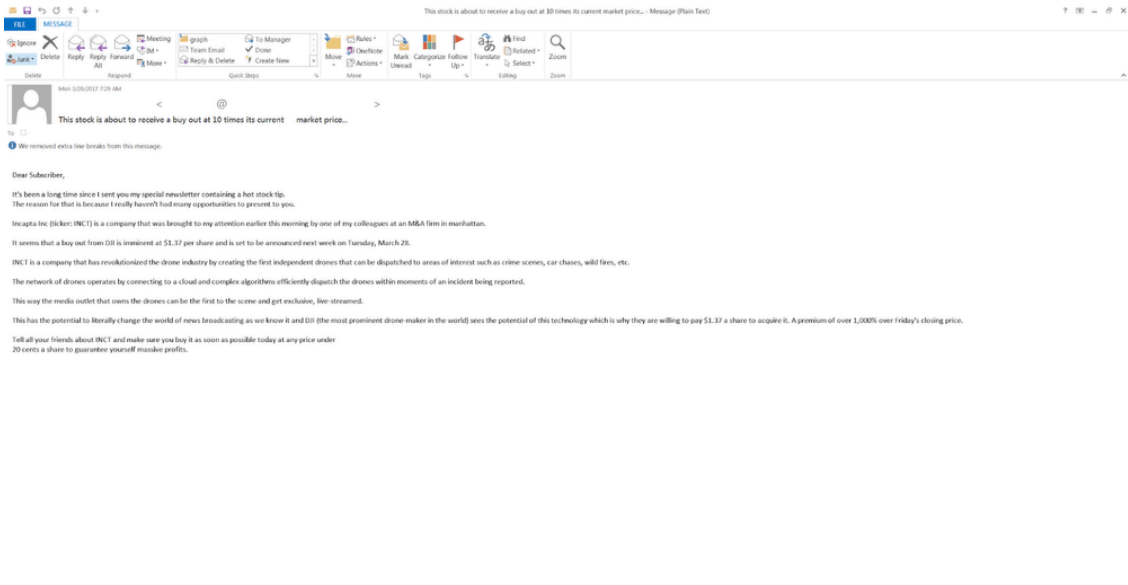 This stock is about to receive a buy-out at 10 times its current market price... - Message (Plain Text)
FILE MESSAGE
Ignore
Junk
Delete
Reply Reply All Forward
Meeting
IM
More
graph
Team Email
Reply & Delete
To Manager
Done
Create New
Move
Rules
OneNote
Actions
Mark Unread Categorize Follow Up
Translate
Find
Related
Select
Zoom
Delete Respond Quick Steps Move Tags Editing Zoom
Mon 3/20/2017 7:29 AM
< @ >
This stock is about to receive a buy out at 10 times its current market price...
To
We removed extra line breaks from this message.
Dear Subscriber,
It's been a long time since I sent you my special newsletter containing a hot stock tip.
The reason for that is because I really haven't had many opportunities to present to you.
Incapta Inc (ticker: INCT) is a company that was brought to my attention earlier this morning by one of my colleagues at an M&A firm in manhattan.
It seems that a buy out from DJI is imminent at $1.37 per share and is set to be announced next week on Tuesday, March 28.
INCT is a company that has revolutionized the drone industry by creating the first independent drones that can be dispatched to areas of interest such as crime scenes, car chases, wild fires, etc.
The network of drones operates by connecting to a cloud and complex algorithms efficiently dispatch the drones within moments of an incident being reported.
This way the media outlet that owns the drones can be the first to the scene and get exclusive, live-streamed.
This has the potential to literally change the world of news broadcasting as we know it and DJI (the most prominent drone-maker in the world) sees the potential of this technology which is why they are willing to pay $1.37 a share to acquire it. A premium of over 1,000% over Friday's closing price.
Tell all your friends about INCT and make sure you buy it as soon as possible today at any price under
20 cents a share to guarantee yourself massive profits.